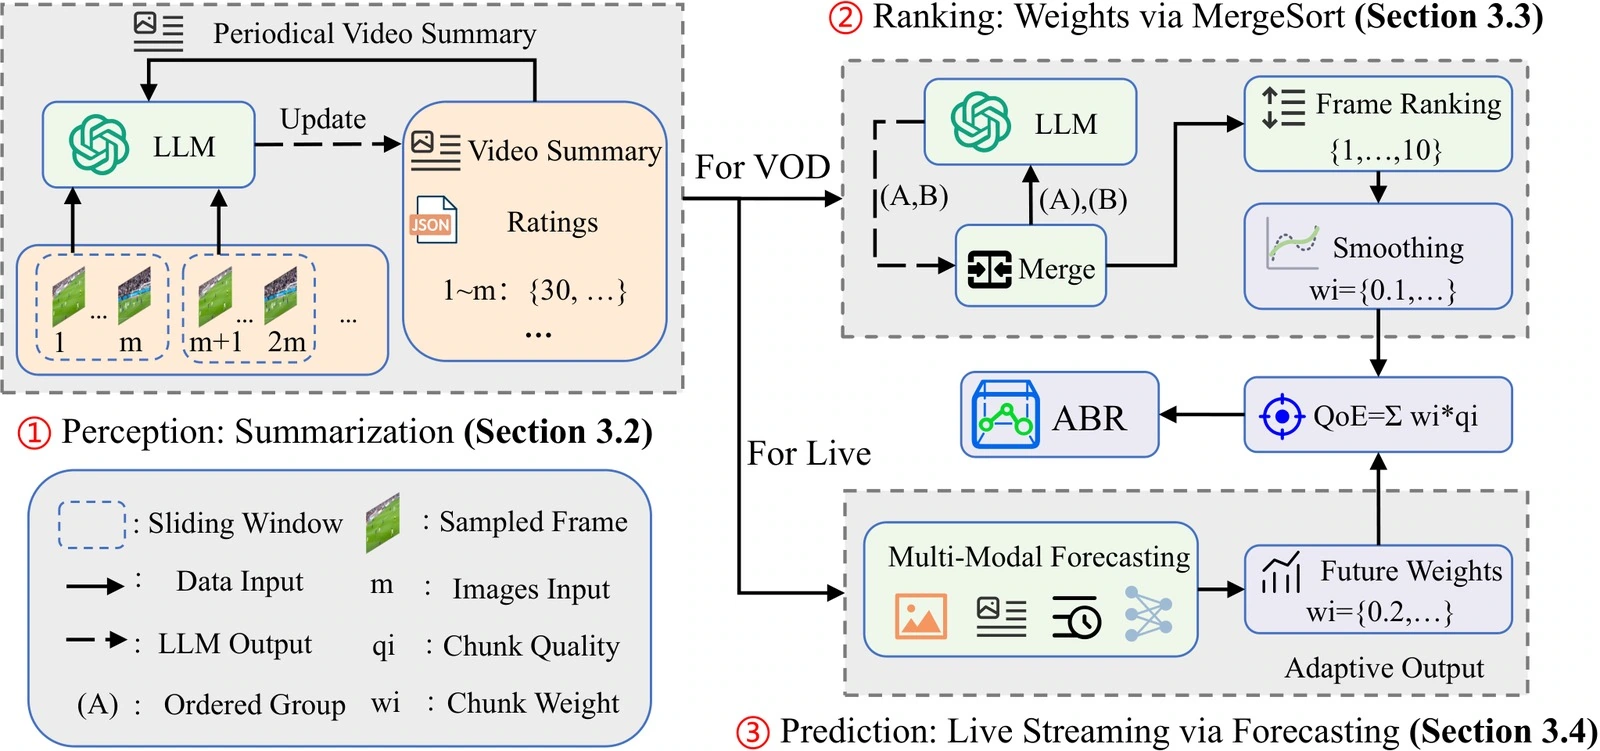 Periodical Video Summary
LLM
Update
Video Summary
JSON
Ratings
1~m: {30, ...}
...
1 ... m
m+1 ... 2m
...
① Perception: Summarization (Section 3.2)
: Sliding Window
: Sampled Frame
: Data Input
m : Images Input
: LLM Output
qi : Chunk Quality
(A) : Ordered Group
wi : Chunk Weight
For VOD
For Live
② Ranking: Weights via MergeSort (Section 3.3)
LLM
(A,B)
(A),(B)
Merge
Frame Ranking
{1,...,10}
Smoothing
wi={0.1,...}
QoE=Σ wi*qi
ABR
Multi-Modal Forecasting
Future Weights
wi={0.2,...}
Adaptive Output
③ Prediction: Live Streaming via Forecasting (Section 3.4)